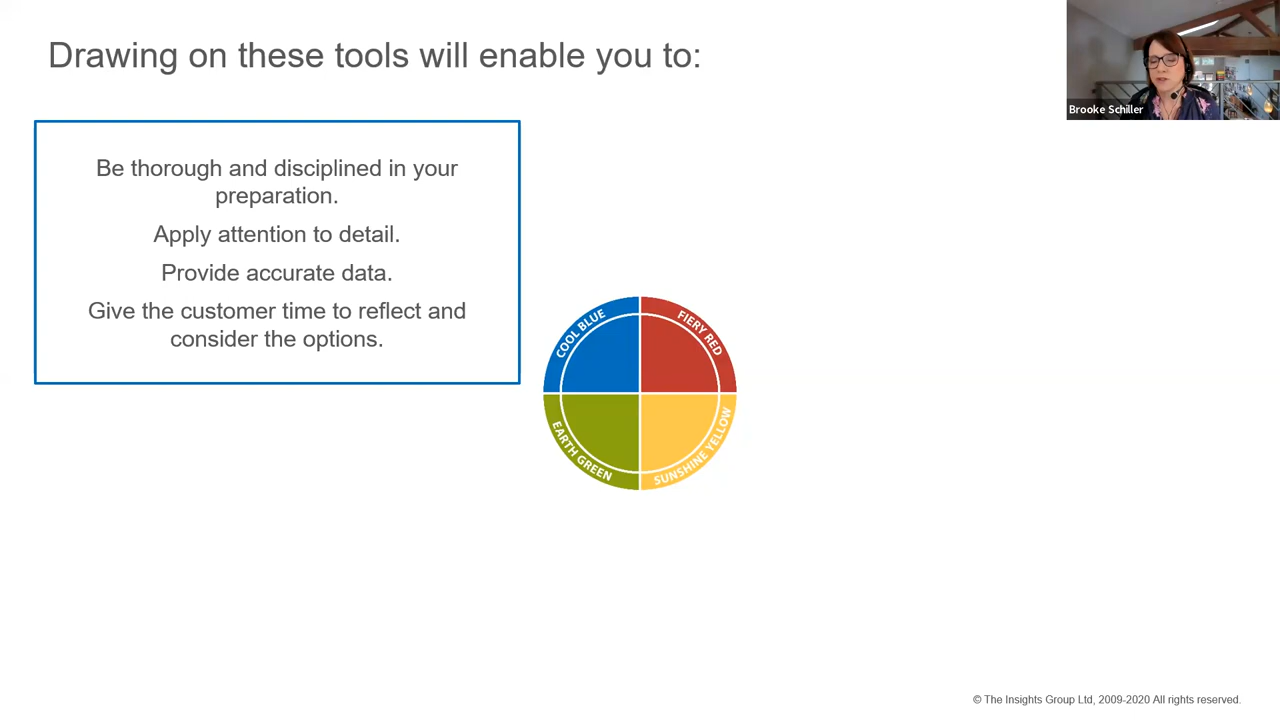 Drawing on these tools will enable you to:
Brooke Schiller
Be thorough and disciplined in your
preparation.
Apply attention to detail.
Provide accurate data.
Give the customer time to reflect and
consider the options.
COOL BLUE
FIERY RED
EARTH GREEN
SUNSHINE YELLOW
© The Insights Group Ltd, 2009-2020 All rights reserved.